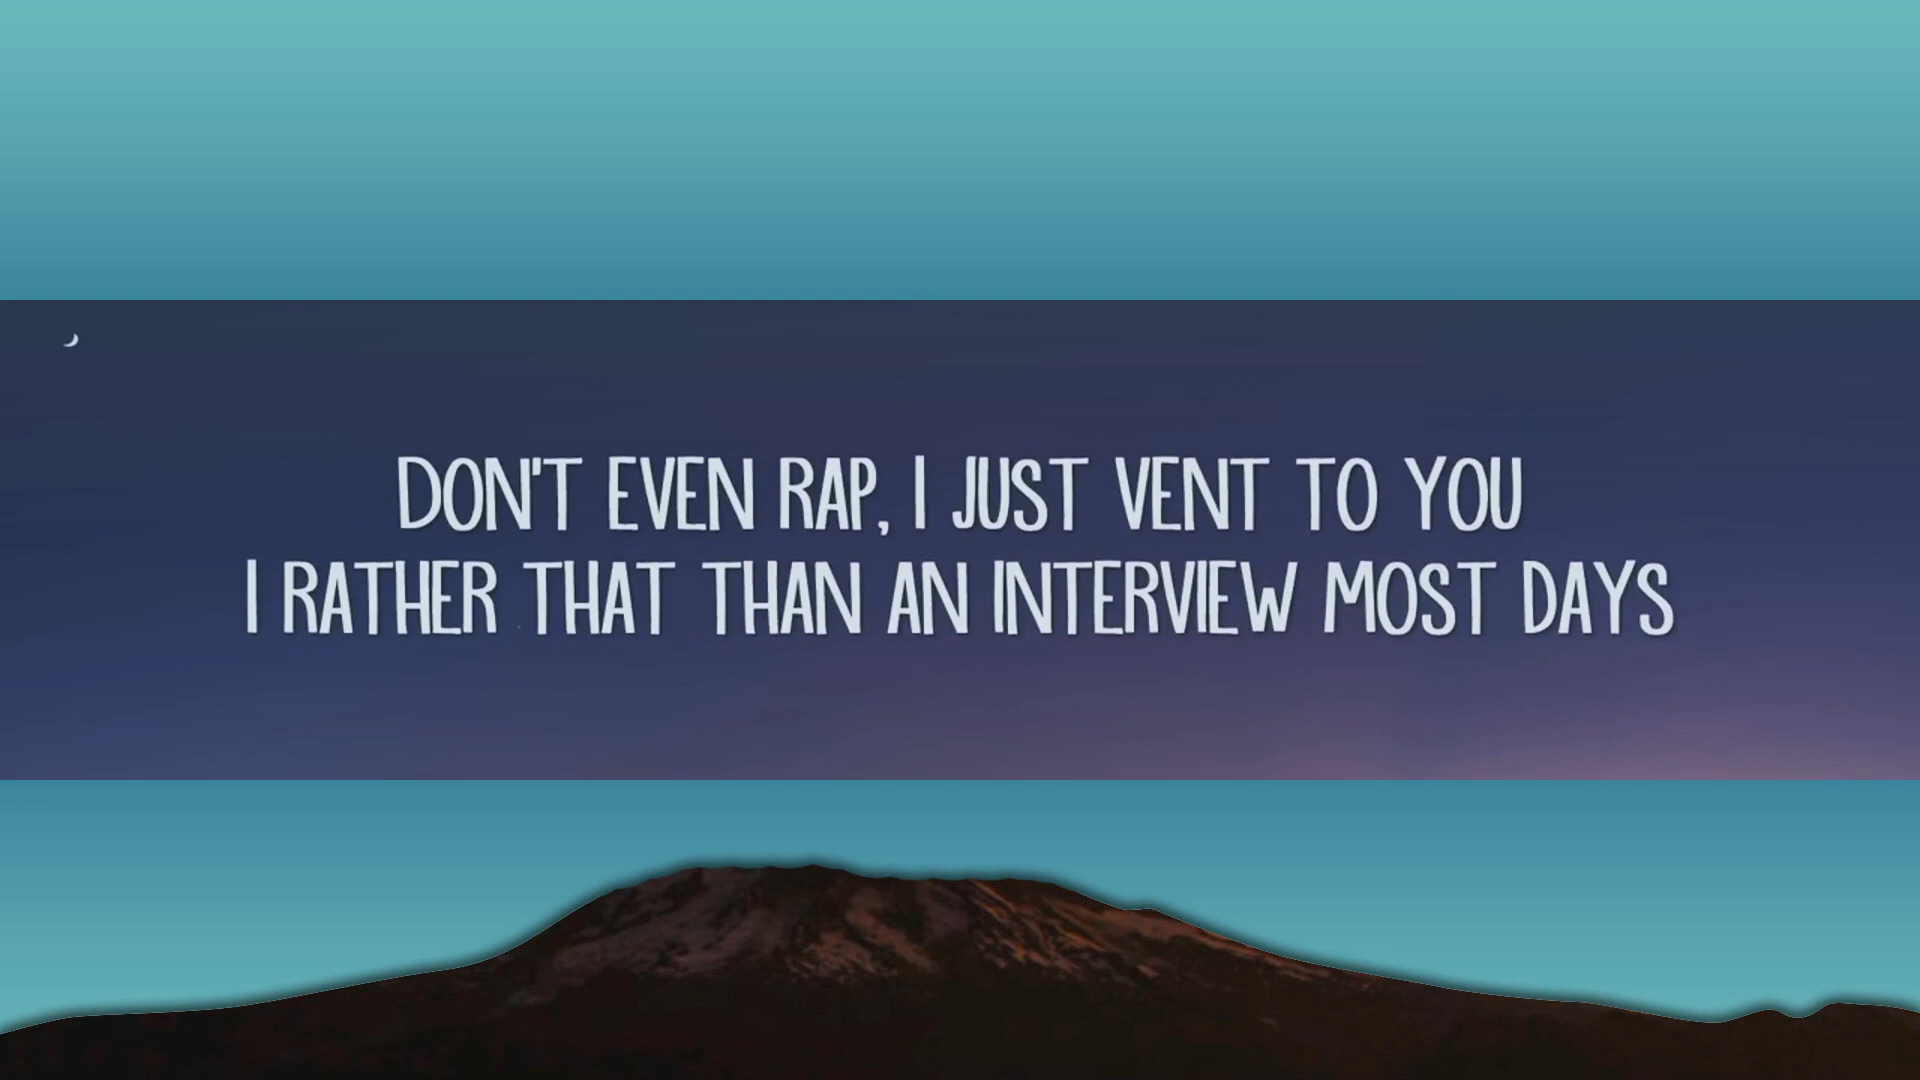 DON'T EVEN RAP, I JUST VENT TO YOU
I RATHER THAT THAN AN INTERVIEW MOST DAYS